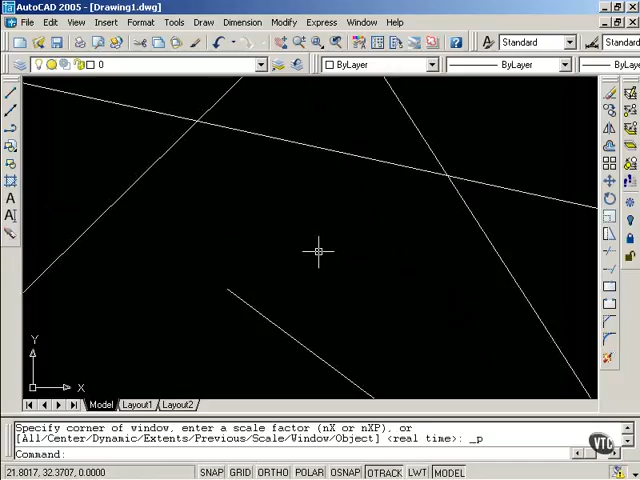 AutoCAD 2005 - [Drawing1.dwg]
File Edit View Insert Format Tools Draw Dimension Modify Express Window Help
Standard Standard
0 ByLayer ByLayer ByLayer
A
A
Y
X
Model Layout1 Layout2
Specify corner of window, enter a scale factor (nX or nXP), or
[All/Center/Dynamic/Extents/Previous/Scale/Window/Object] <real time>: _p
Command:
VTC
21.8017, 32.3707, 0.0000 SNAP GRID ORTHO POLAR OSNAP OTRACK LWT MODEL